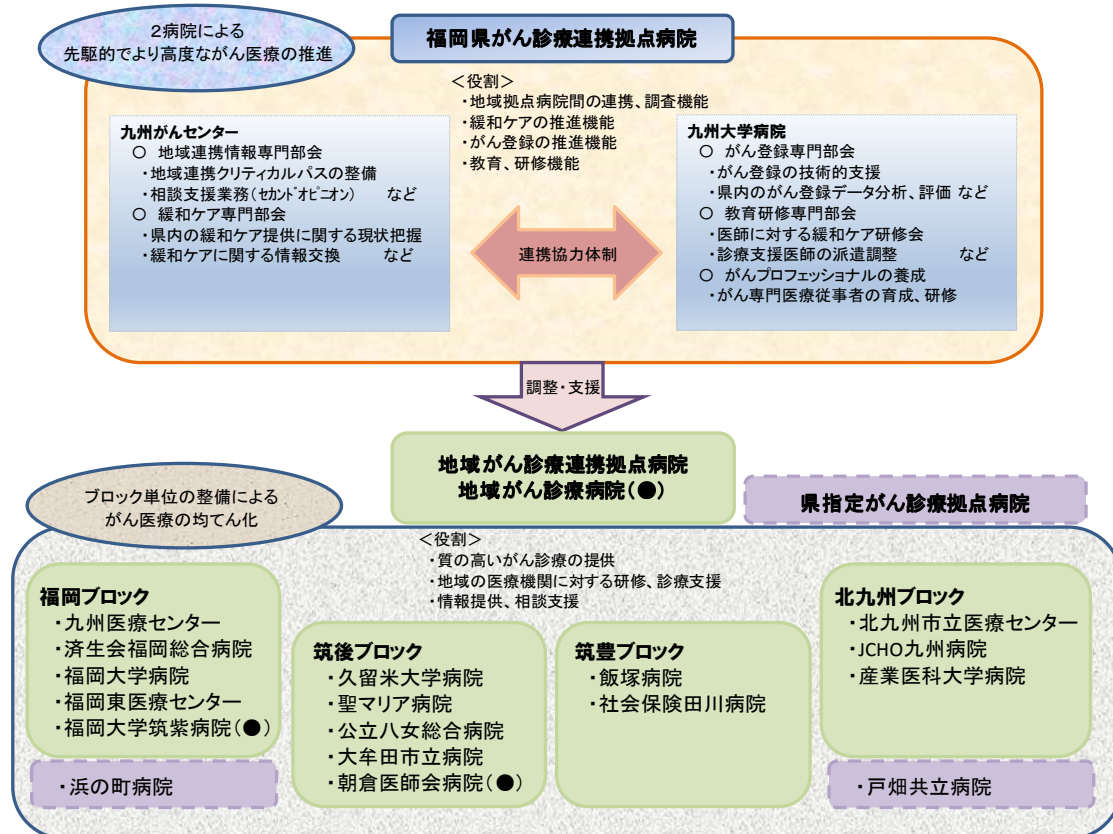 2病院による
先駆的でより高度ながん医療の推進
福岡県がん診療連携拠点病院
＜役割＞
・地域拠点病院間の連携、調査機能
・緩和ケアの推進機能
・がん登録の推進機能
・教育、研修機能
九州がんセンター
○ 地域連携情報専門部会
・地域連携クリティカルパスの整備
・相談支援業務(ｾｶﾝﾄﾞｵﾋﾟﾆｵﾝ) など
○ 緩和ケア専門部会
・県内の緩和ケア提供に関する現状把握
・緩和ケアに関する情報交換 など
連携協力体制
九州大学病院
○ がん登録専門部会
・がん登録の技術的支援
・県内のがん登録データ分析、評価 など
○ 教育研修専門部会
・医師に対する緩和ケア研修会
・診療支援医師の派遣調整 など
○ がんプロフェッショナルの養成
・がん専門医療従事者の育成、研修
調整・支援
地域がん診療連携拠点病院
地域がん診療病院(●)
県指定がん診療拠点病院
ブロック単位の整備による
がん医療の均てん化
＜役割＞
・質の高いがん診療の提供
・地域の医療機関に対する研修、診療支援
・情報提供、相談支援
福岡ブロック
・九州医療センター
・済生会福岡総合病院
・福岡大学病院
・福岡東医療センター
・福岡大学筑紫病院(●)
・浜の町病院
筑後ブロック
・久留米大学病院
・聖マリア病院
・公立八女総合病院
・大牟田市立病院
・朝倉医師会病院(●)
筑豊ブロック
・飯塚病院
・社会保険田川病院
北九州ブロック
・北九州市立医療センター
・JCHO九州病院
・産業医科大学病院
・戸畑共立病院